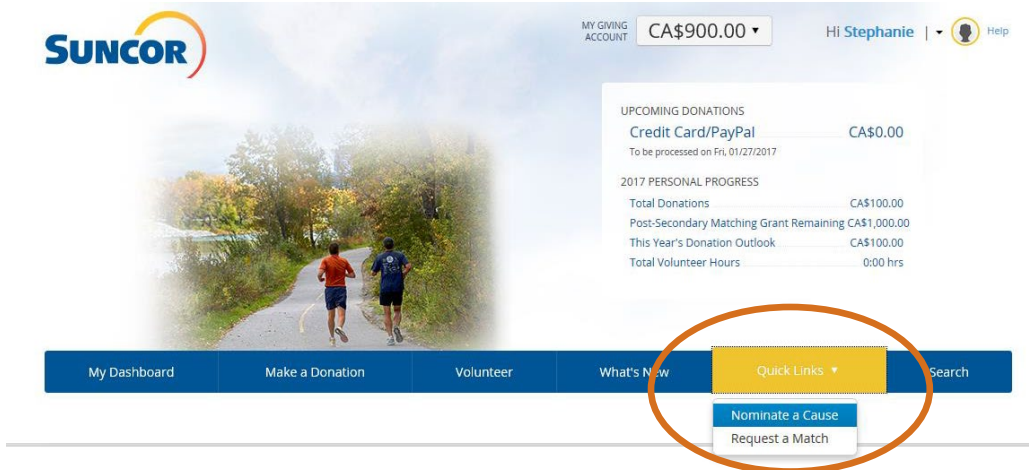 SUNCOR
MY GIVING
ACCOUNT
CA$900.00
Hi Stephanie |
Help
UPCOMING DONATIONS
Credit Card/PayPal CA$0.00
To be processed on Fri, 01/27/2017
2017 PERSONAL PROGRESS
Total Donations CA$100.00
Post-Secondary Matching Grant Remaining CA$1,000.00
This Year's Donation Outlook CA$100.00
Total Volunteer Hours 0:00 hrs
My Dashboard Make a Donation Volunteer What's New Quick Links Search
Nominate a Cause
Request a Match